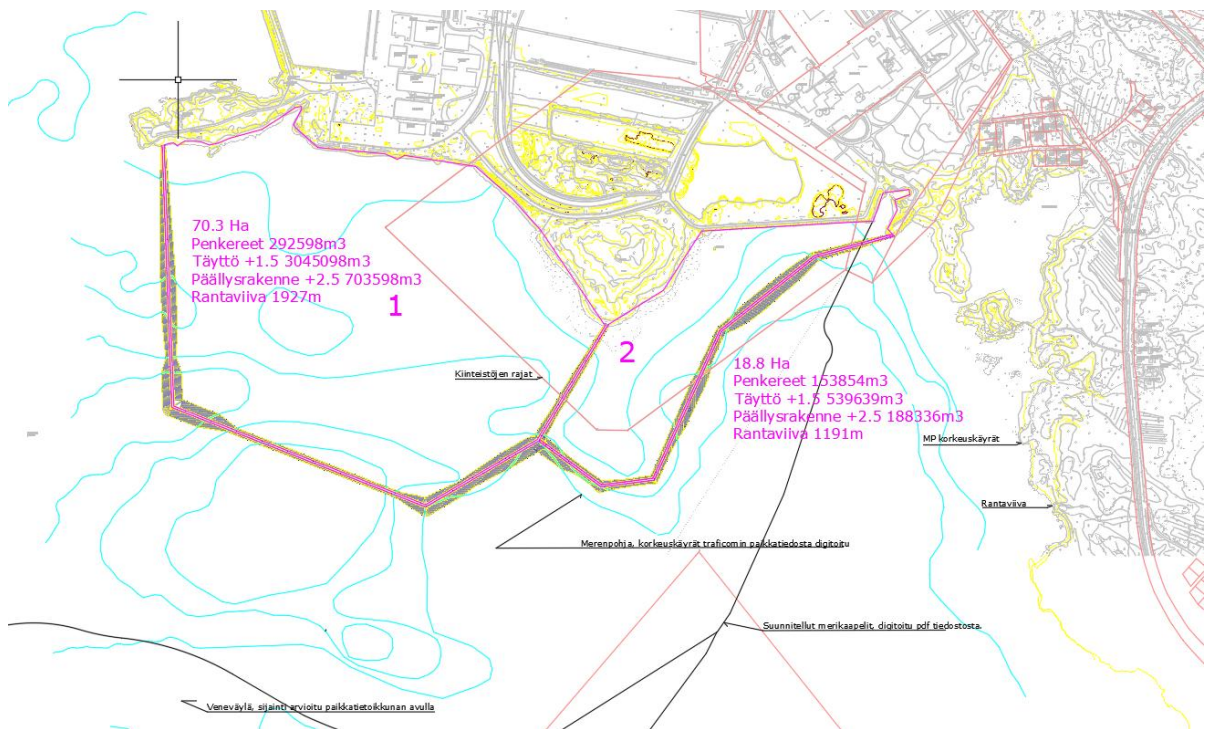 70.3 Ha
Penkereet 292598m3
Täyttö +1.5 3045098m3
Päällysrakenne +2.5 703598m3
Rantaviiva 1927m
1
2
18.8 Ha
Penkereet 153854m3
Täyttö +1.5 539639m3
Päällysrakenne +2.5 188336m3
Rantaviiva 1191m
Kiinteistöjen rajat
MP korkeuskäyrät
Rantaviiva
Merenpohja, korkeuskäyrät traficomin paikkatiedosta digitoitu
Suunnitellut merikaapelit, digitoitu pdf tiedostosta.
Veneväylä, sijainti arvioitu paikkatietoikkunan avulla